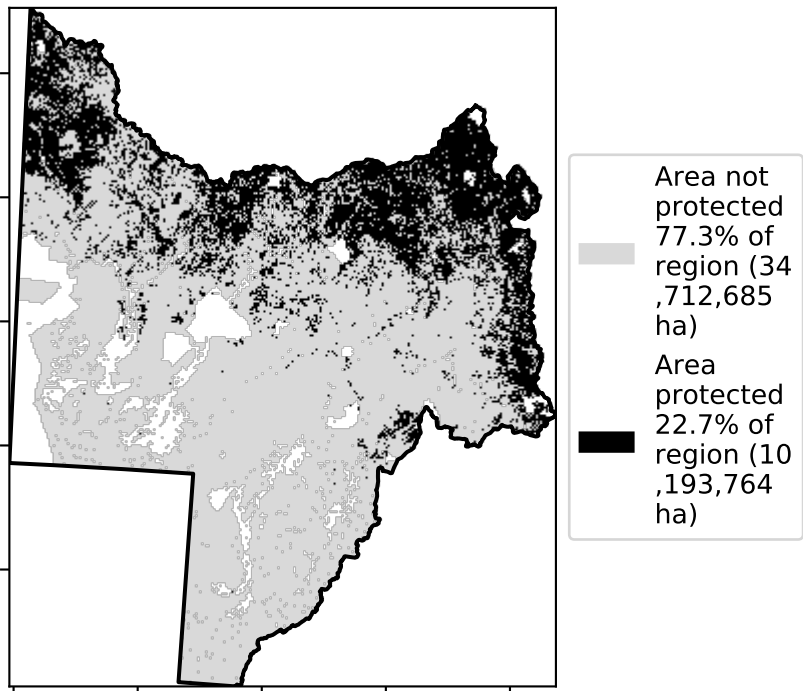 Area not
protected
77.3% of
region (34
,712,685
ha)
Area
protected
22.7% of
region (10
,193,764
ha)